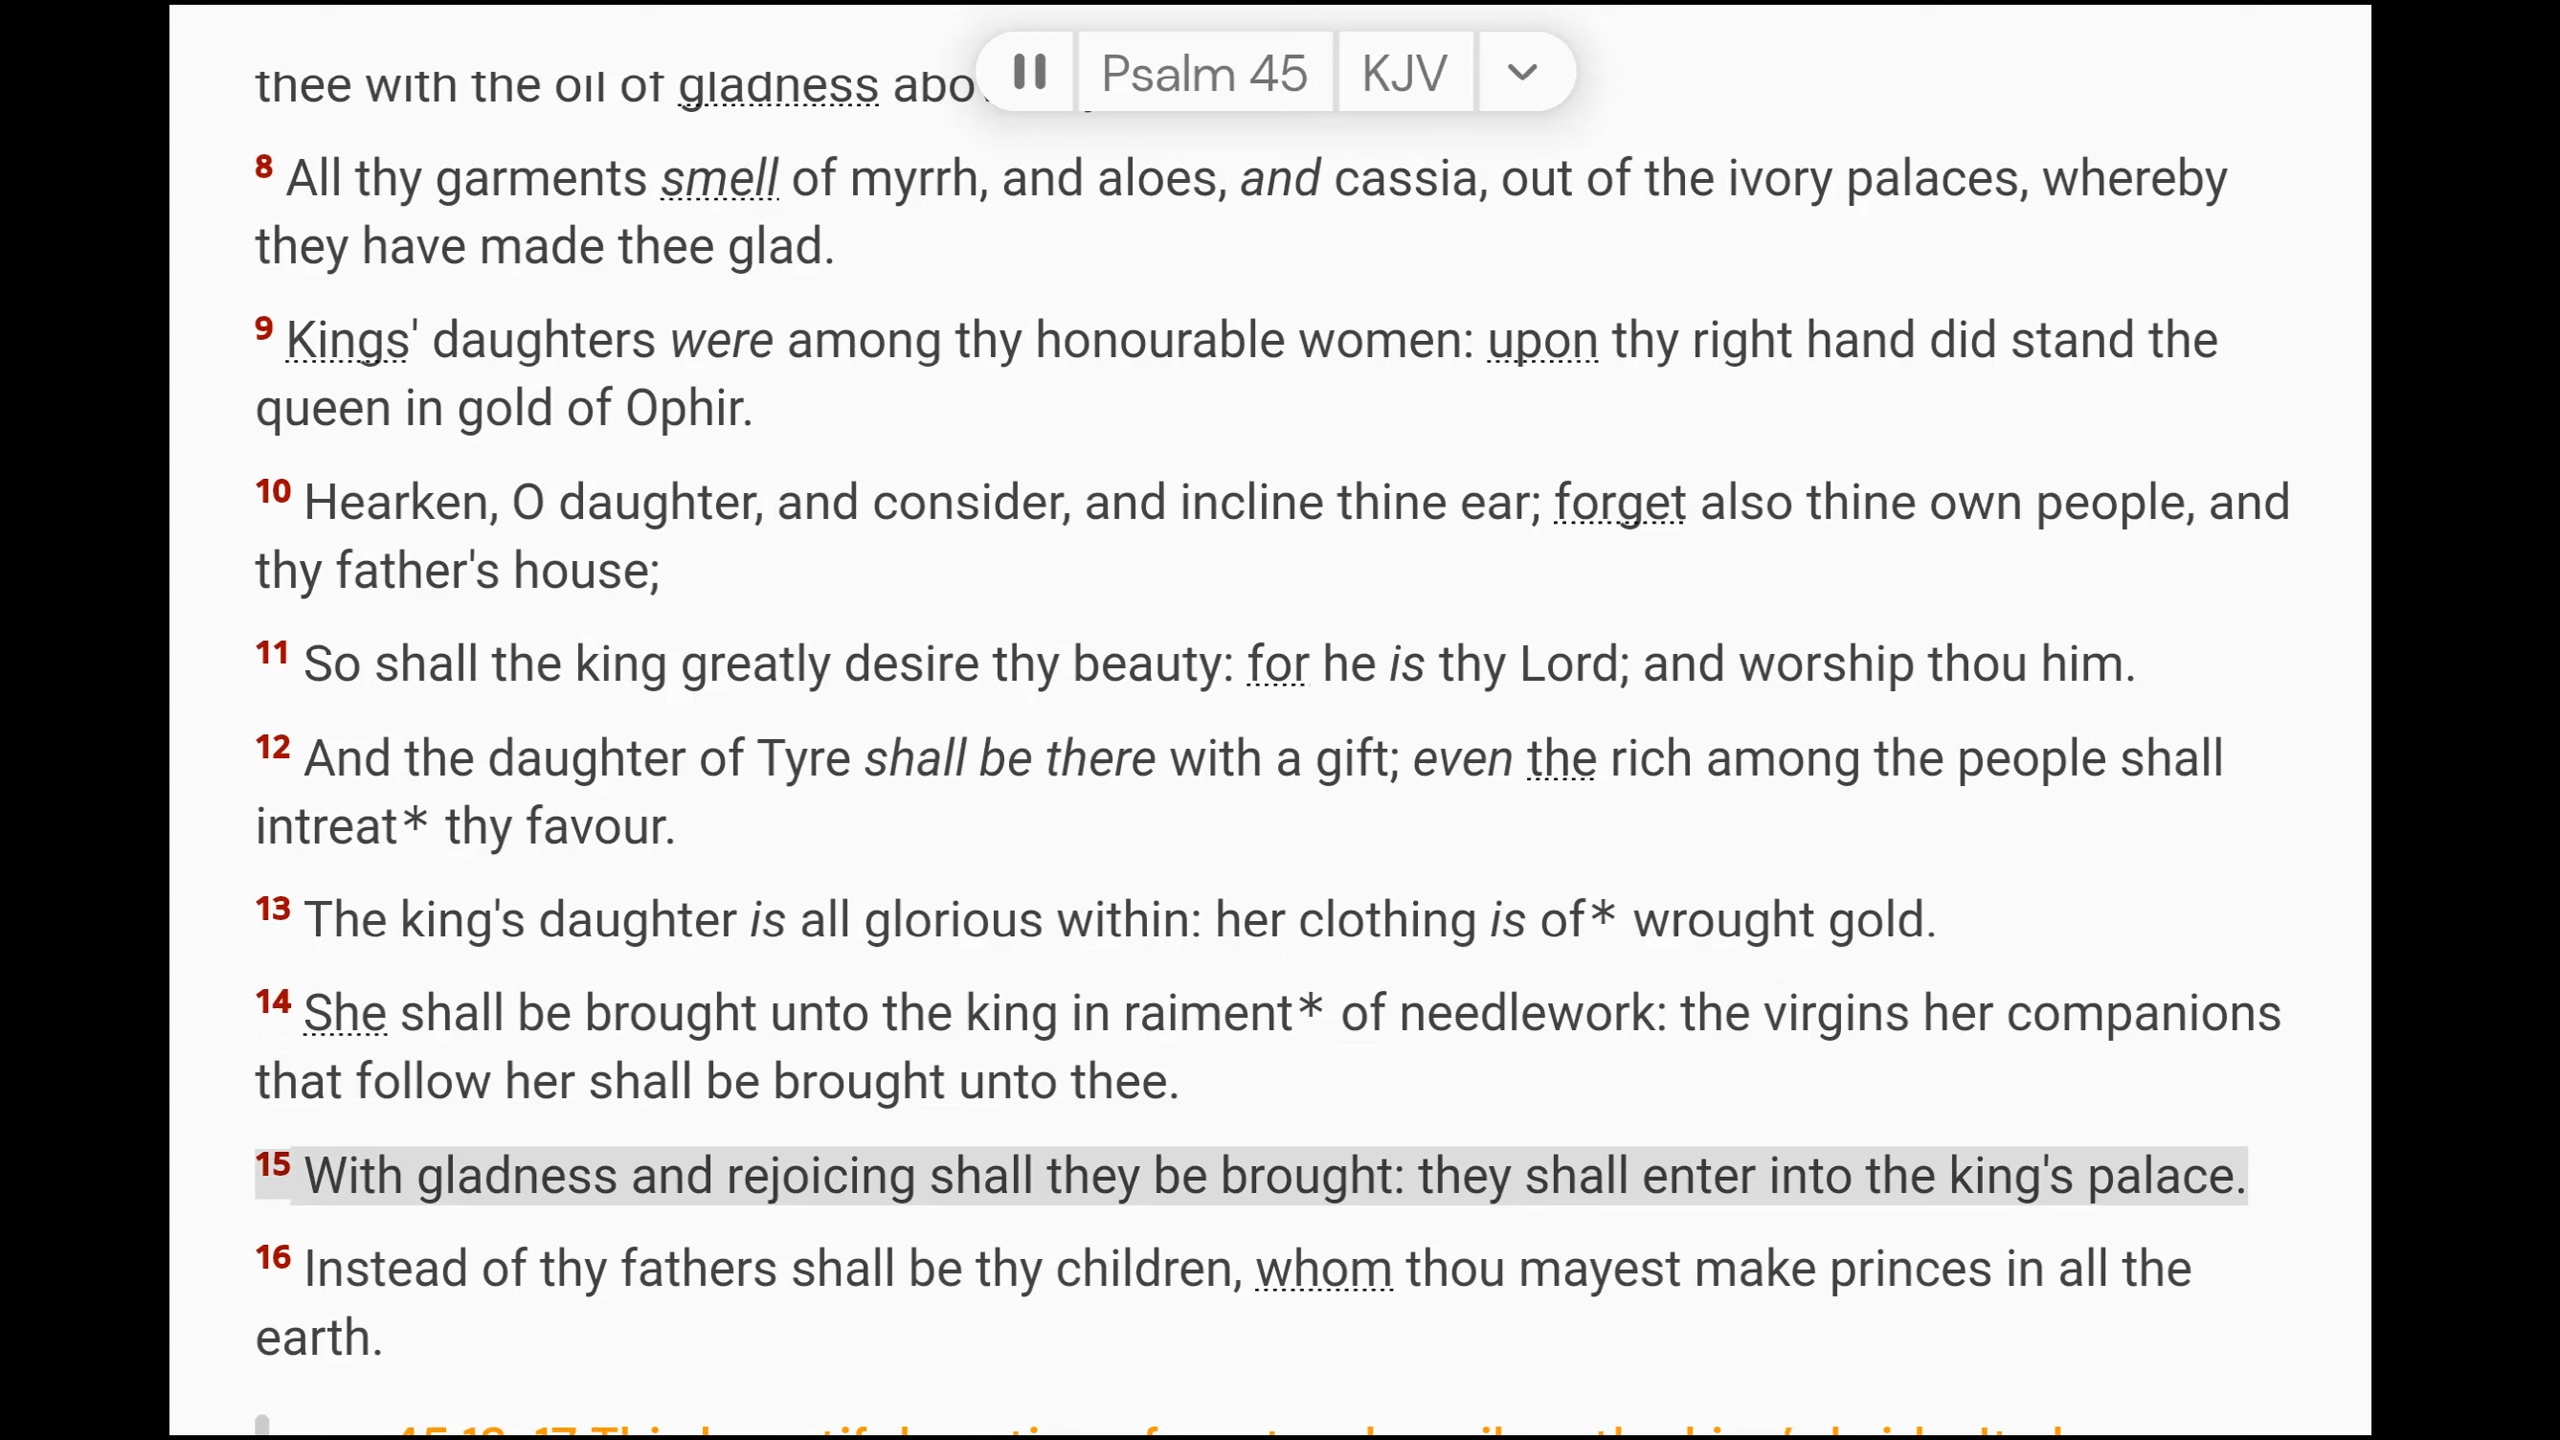 Psalm 45 KJV
thee with the oil of gladness
8 All thy garments smell of myrrh, and aloes, and cassia, out of the ivory palaces, whereby
they have made thee glad.
9 Kings' daughters were among thy honourable women: upon thy right hand did stand the
queen in gold of Ophir.
10 Hearken, O daughter, and consider, and incline thine ear; forget also thine own people, and
thy father's house;
11 So shall the king greatly desire thy beauty: for he is thy Lord; and worship thou him.
12 And the daughter of Tyre shall be there with a gift; even the rich among the people shall
intreat* thy favour.
13 The king's daughter is all glorious within: her clothing is of* wrought gold.
14 She shall be brought unto the king in raiment* of needlework: the virgins her companions
that follow her shall be brought unto thee.
15 With gladness and rejoicing shall they be brought: they shall enter into the king's palace.
16 Instead of thy fathers shall be thy children, whom thou mayest make princes in all the
earth.